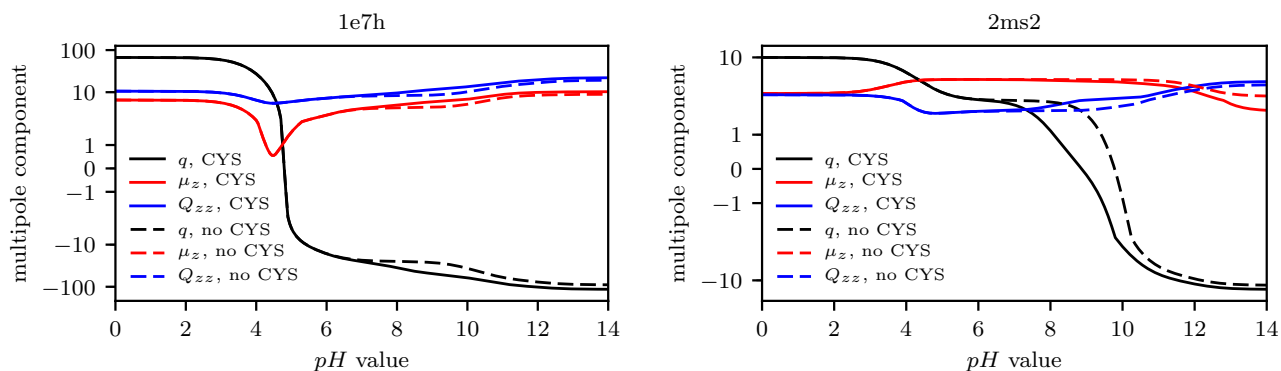 1e7h
100
10
1
0
−1
−10
−100
multipole component
q, CYS
μz, CYS
Qzz, CYS
q, no CYS
μz, no CYS
Qzz, no CYS
0 2 4 6 8 10 12 14
pH value
2ms2
10
1
0
−1
−10
multipole component
q, CYS
μz, CYS
Qzz, CYS
q, no CYS
μz, no CYS
Qzz, no CYS
0 2 4 6 8 10 12 14
pH value